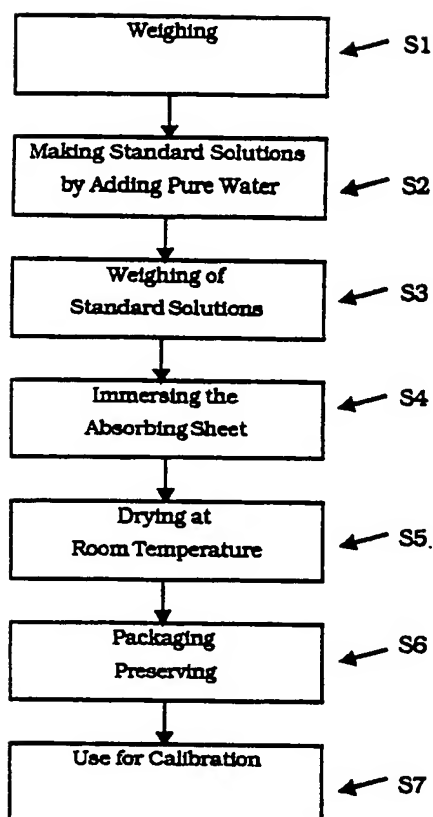 Weighing
S1
Making Standard Solutions
by Adding Pure Water
S2
Weighing of
Standard Solutions
S3
Immersing the
Absorbing Sheet
S4
Drying at
Room Temperature
S5.
Packaging
Preserving
S6
Use for Calibration
S7